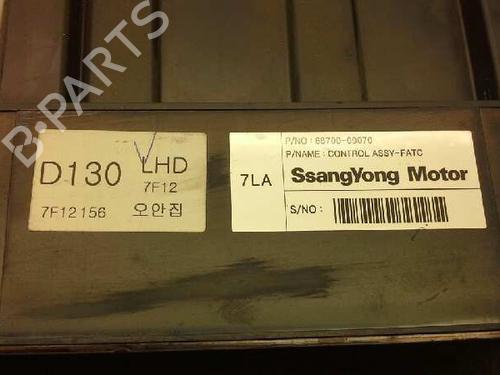 B-PARTS
D130 LHD
7F12
7F12156 오안집
7LA
P/NO : 68700-09070
P/NAME : CONTROL ASSY-FATC
SsangYong Motor
S/NO :